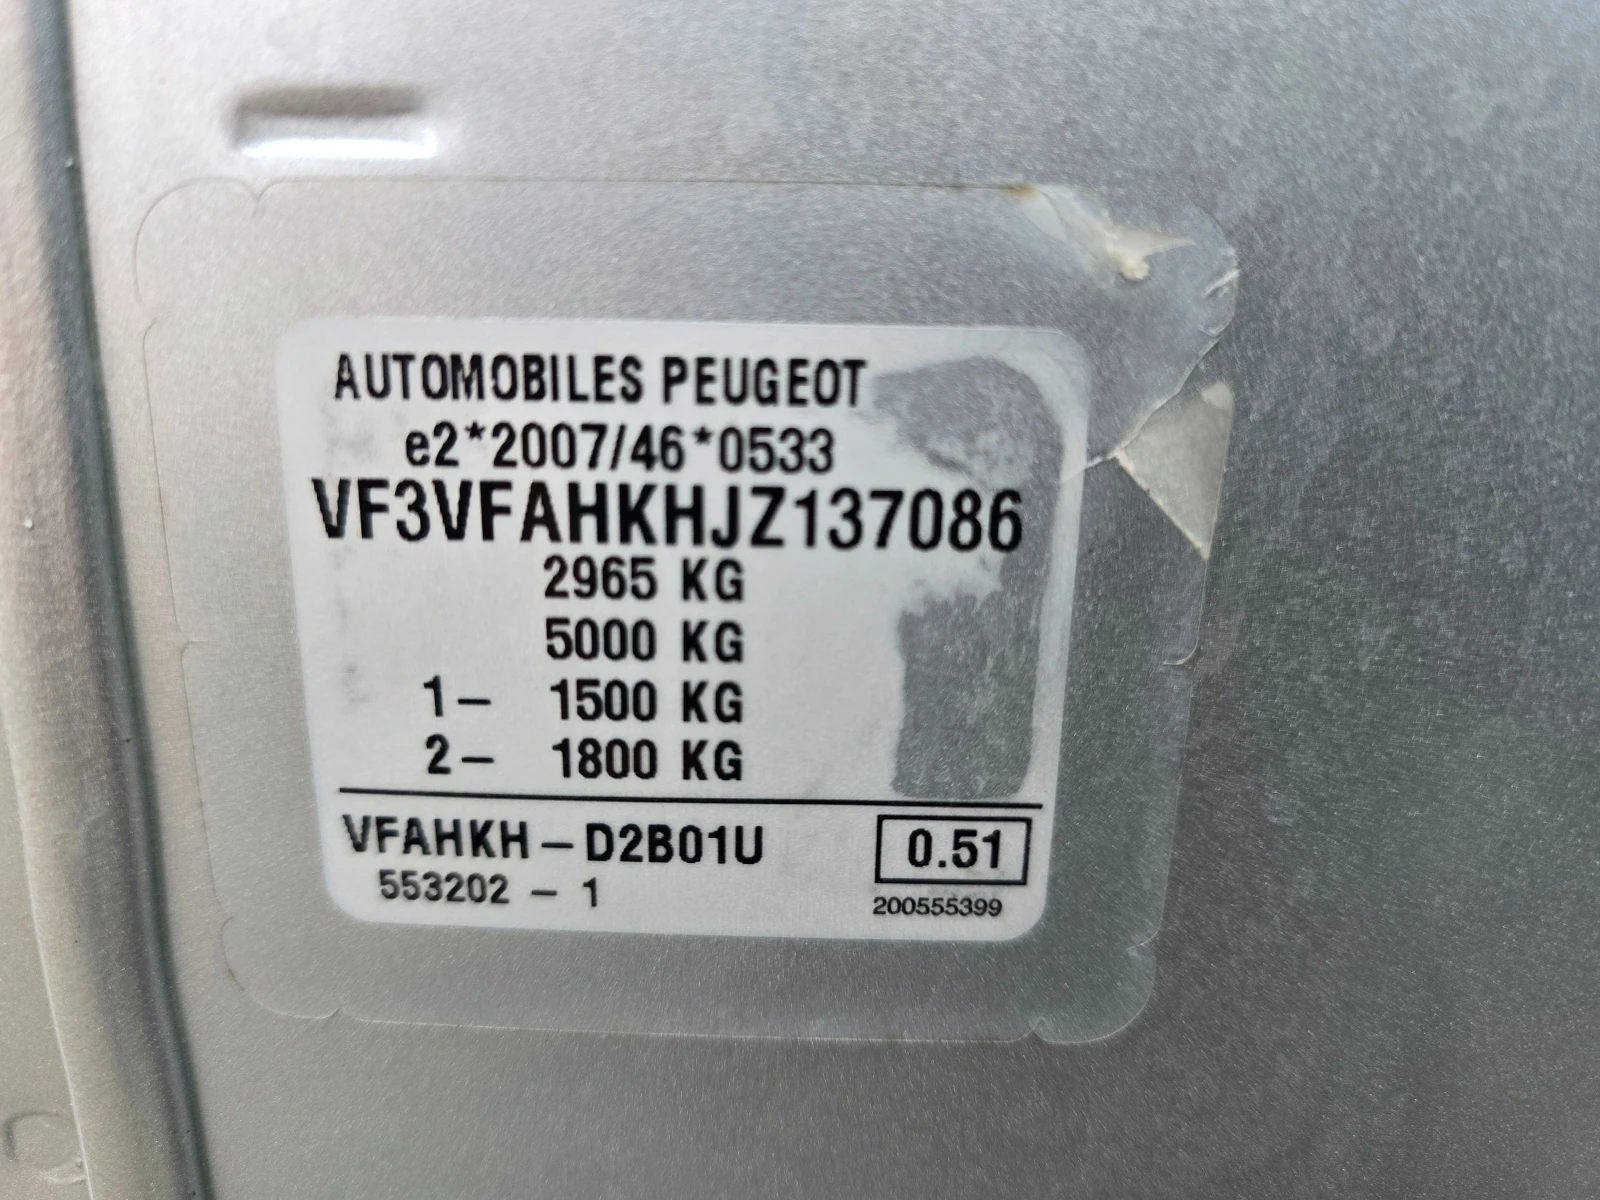 AUTOMOBILES PEUGEOT
e2*2007/46*0533
VF3VFAHKHJZ137086
2965 KG
5000 KG
1- 1500 KG
2- 1800 KG
VFAHKH-D2B01U 0.51
553202 - 1 200555399